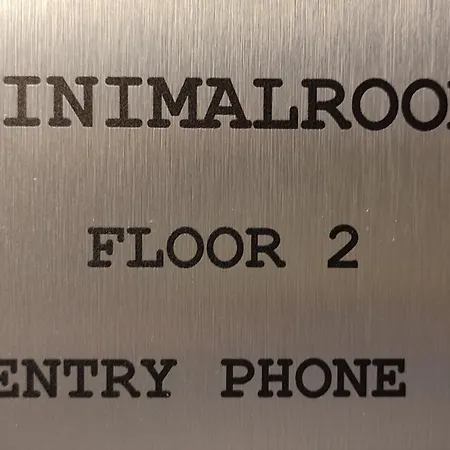 INIMALROO
FLOOR 2
ENTRY PHONE